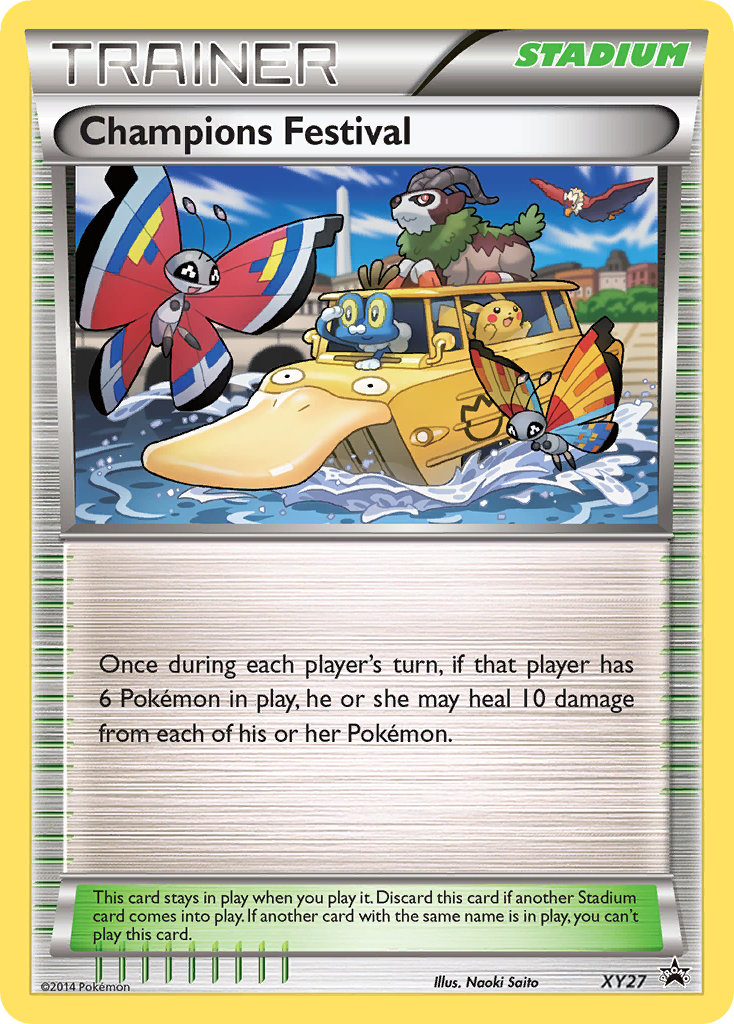 TRAINER
STADIUM
Champions Festival
Once during each player's turn, if that player has
6 Pokémon in play, he or she may heal 10 damage
from each of his or her Pokémon.
This card stays in play when you play it. Discard this card if another Stadium
card comes into play. If another card with the same name is in play, you can't
play this card.
©2014 Pokémon
Illus. Naoki Saito
XY27
PROMO